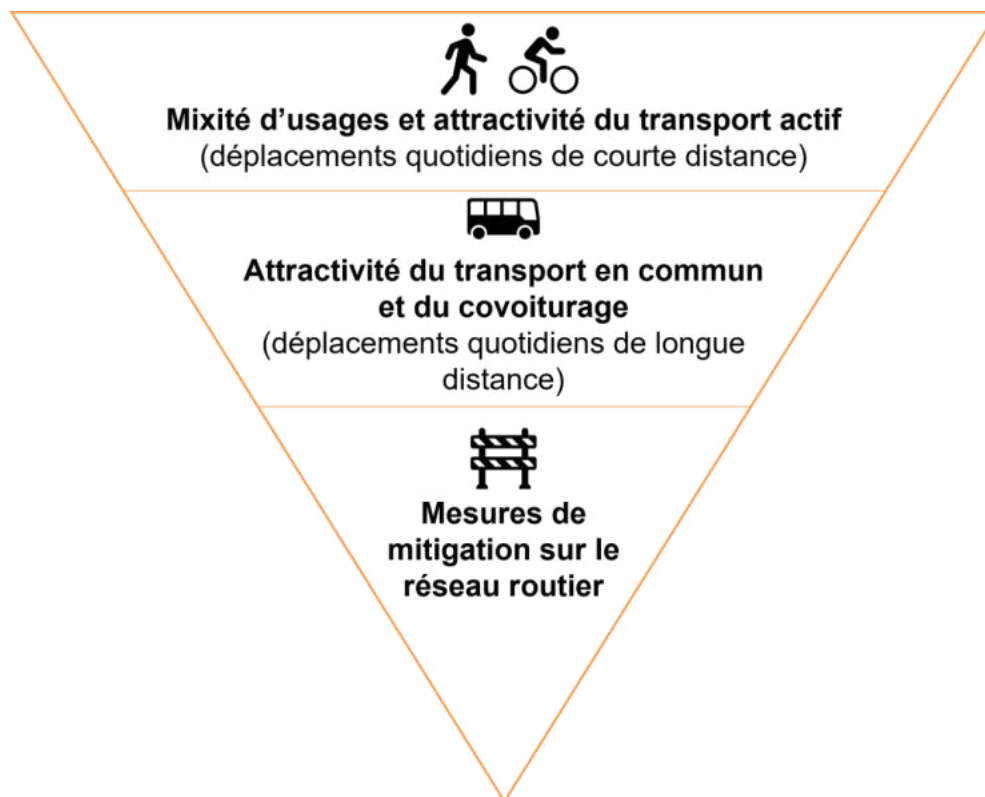 Mixité d'usages et attractivité du transport actif
(déplacements quotidiens de courte distance)
Attractivité du transport en commun
et du covoiturage
(déplacements quotidiens de longue
distance)
Mesures de
mitigation sur le
réseau routier